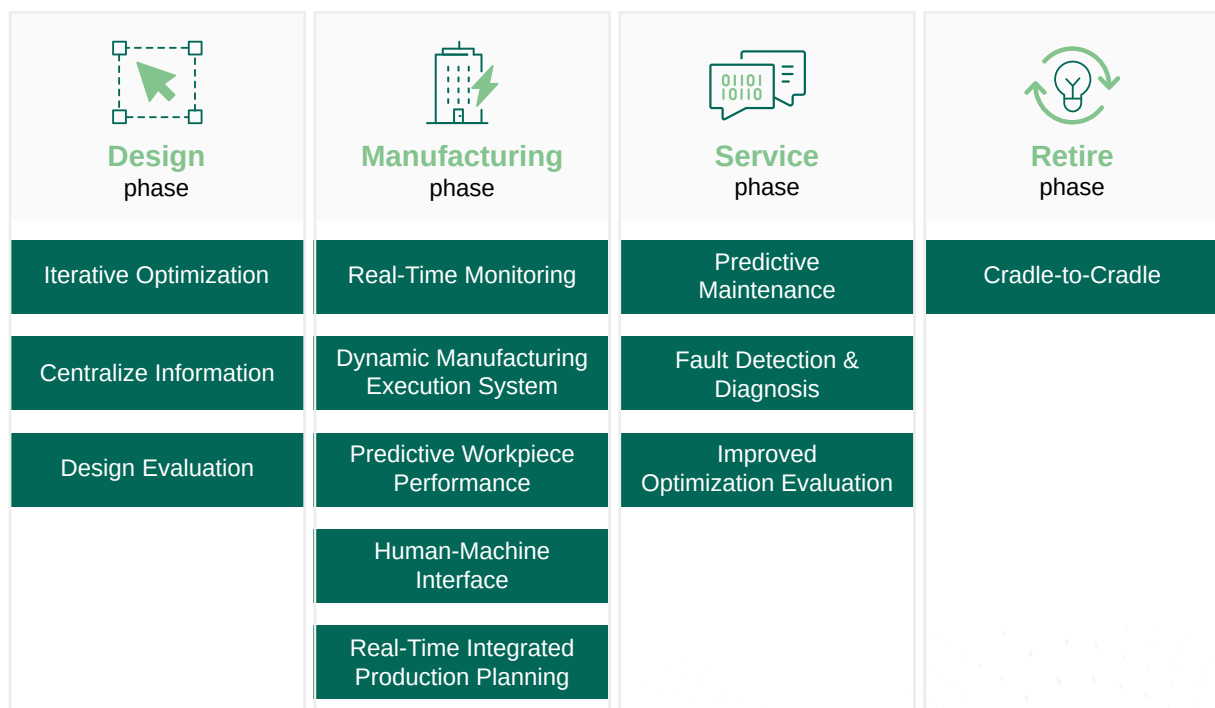 Design
phase
Iterative Optimization
Centralize Information
Design Evaluation
Manufacturing
phase
Real-Time Monitoring
Dynamic Manufacturing
Execution System
Predictive Workpiece
Performance
Human-Machine
Interface
Real-Time Integrated
Production Planning
01101
10110
Service
phase
Predictive
Maintenance
Fault Detection &
Diagnosis
Improved
Optimization Evaluation
Retire
phase
Cradle-to-Cradle